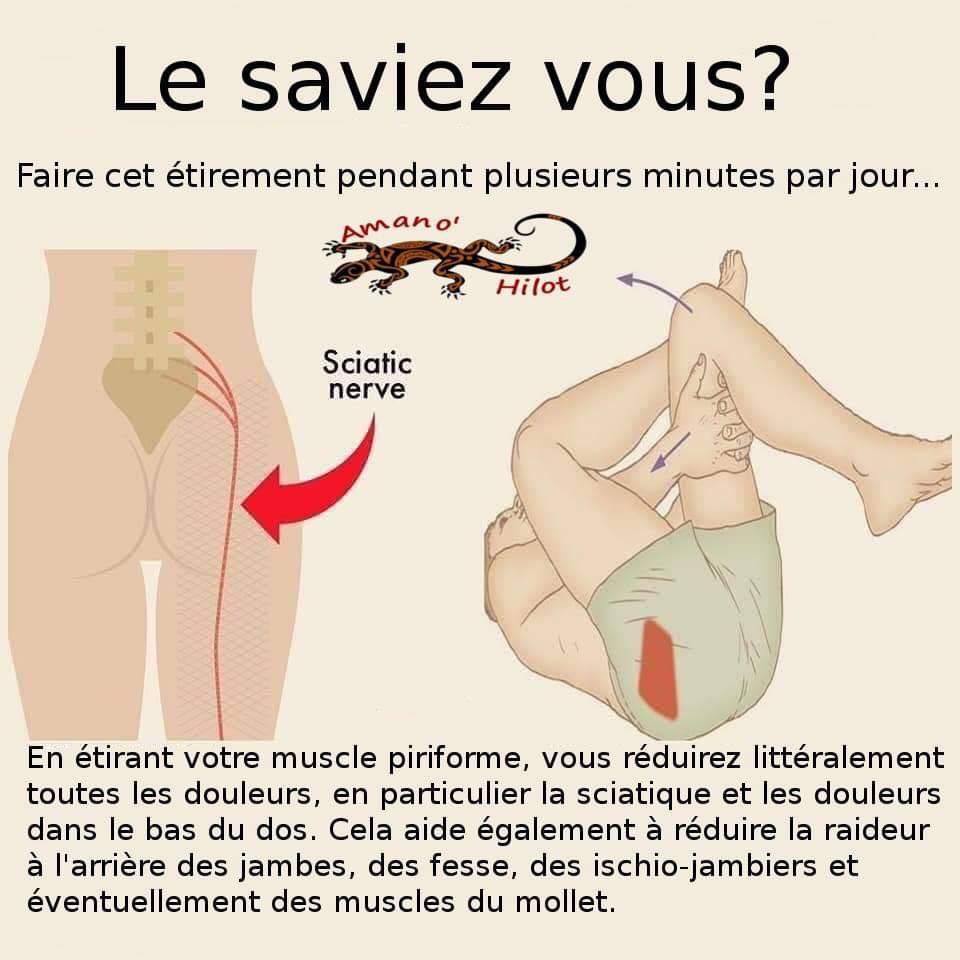 Le saviez vous?
Faire cet étirement pendant plusieurs minutes par jour...
Amano'
Hilot
Sciatic
nerve
En étirant votre muscle piriforme, vous réduirez littéralement
toutes les douleurs, en particulier la sciatique et les douleurs
dans le bas du dos. Cela aide également à réduire la raideur
à l'arrière des jambes, des fesse, des ischio-jambiers et
éventuellement des muscles du mollet.